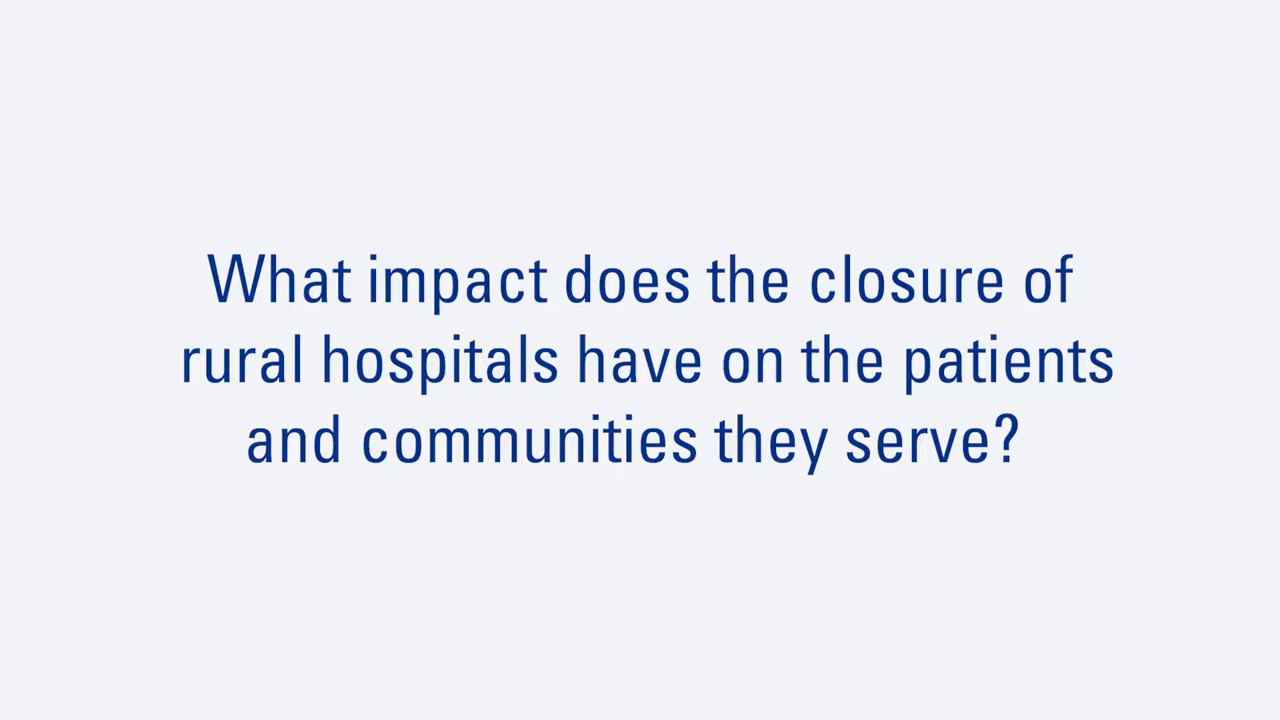 What impact does the closure of
rural hospitals have on the patients
and communities they serve?